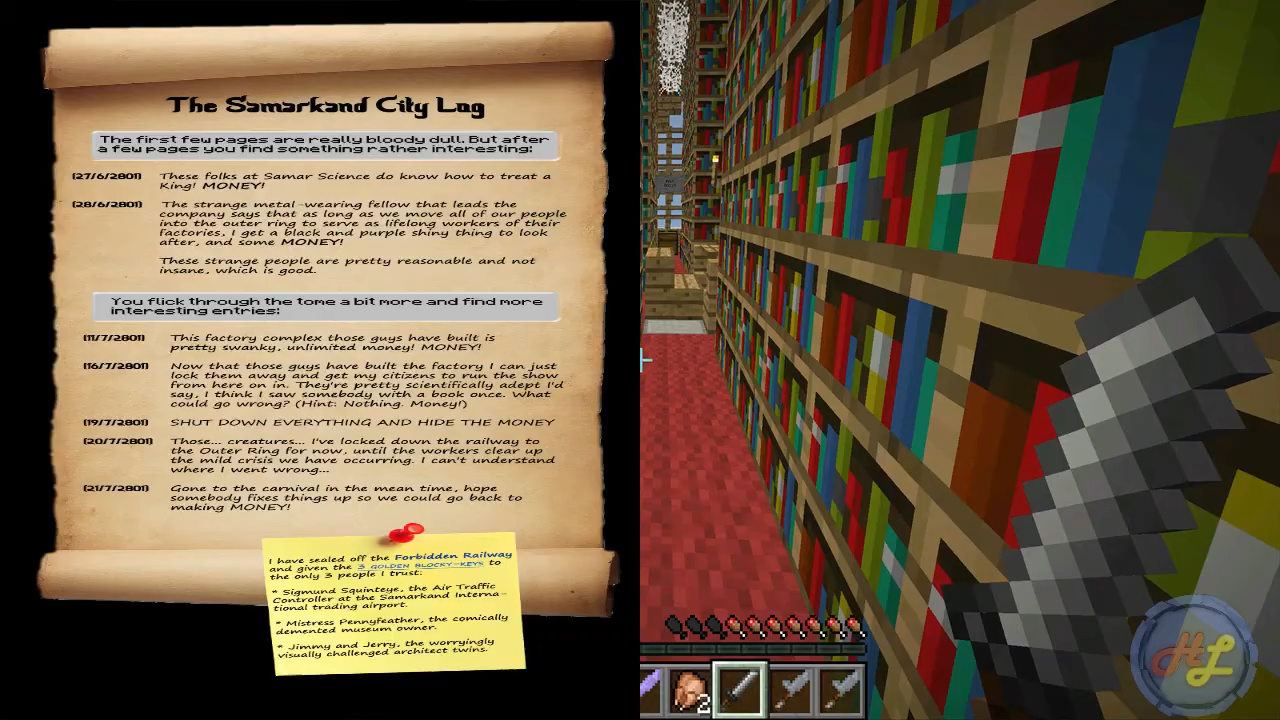 The Samarkand City Log
The first few pages are really bloody dull. But after
a few pages you find something rather interesting:
(27/6/2801) These folks at Samar Science do know how to treat a
King! MONEY!
(28/6/2801) The strange metal-wearing fellow that leads the
company says that as long as we move all of our people
into the outer ring to serve as lifelong workers of their
factories, I get a black and purple shiny thing to look
after, and some MONEY!
These strange people are pretty reasonable and not
insane, which is good.
You flick through the tome a bit more and find more
interesting entries:
(11/7/2801) This factory complex those guys have built is
pretty swanky, unlimited money! MONEY!
(16/7/2801) Now that those guys have built the factory I can just
lock them away and get my citizens to run the show
from here on in. They're pretty scientifically adept I'd
say, I think I saw somebody with a book once. What
could go wrong? (Hint: Nothing. Money!)
(19/7/2801) SHUT DOWN EVERYTHING AND HIDE THE MONEY
(20/7/2801) Those... creatures... I've locked down the railway to
the Outer Ring for now, until the workers clear up
the mild crisis we have occurring. I can't understand
where I went wrong...
(21/7/2801) Gone to the carnival in the mean time, hope
somebody fixes things up so we could go back to
making MONEY!
I have sealed off the Forbidden Railway
and given the 3 GOLDEN BLOCKY-KEYS to
the only 3 people I trust:
* Sigmund Squinteye, the Air Traffic
Controller at the Samarkand Interna-
tional trading airport.
* Mistress Pennyfeather, the comically
demented museum owner.
* Jimmy and Jerry, the worryingly
visually challenged architect twins.
2
HL